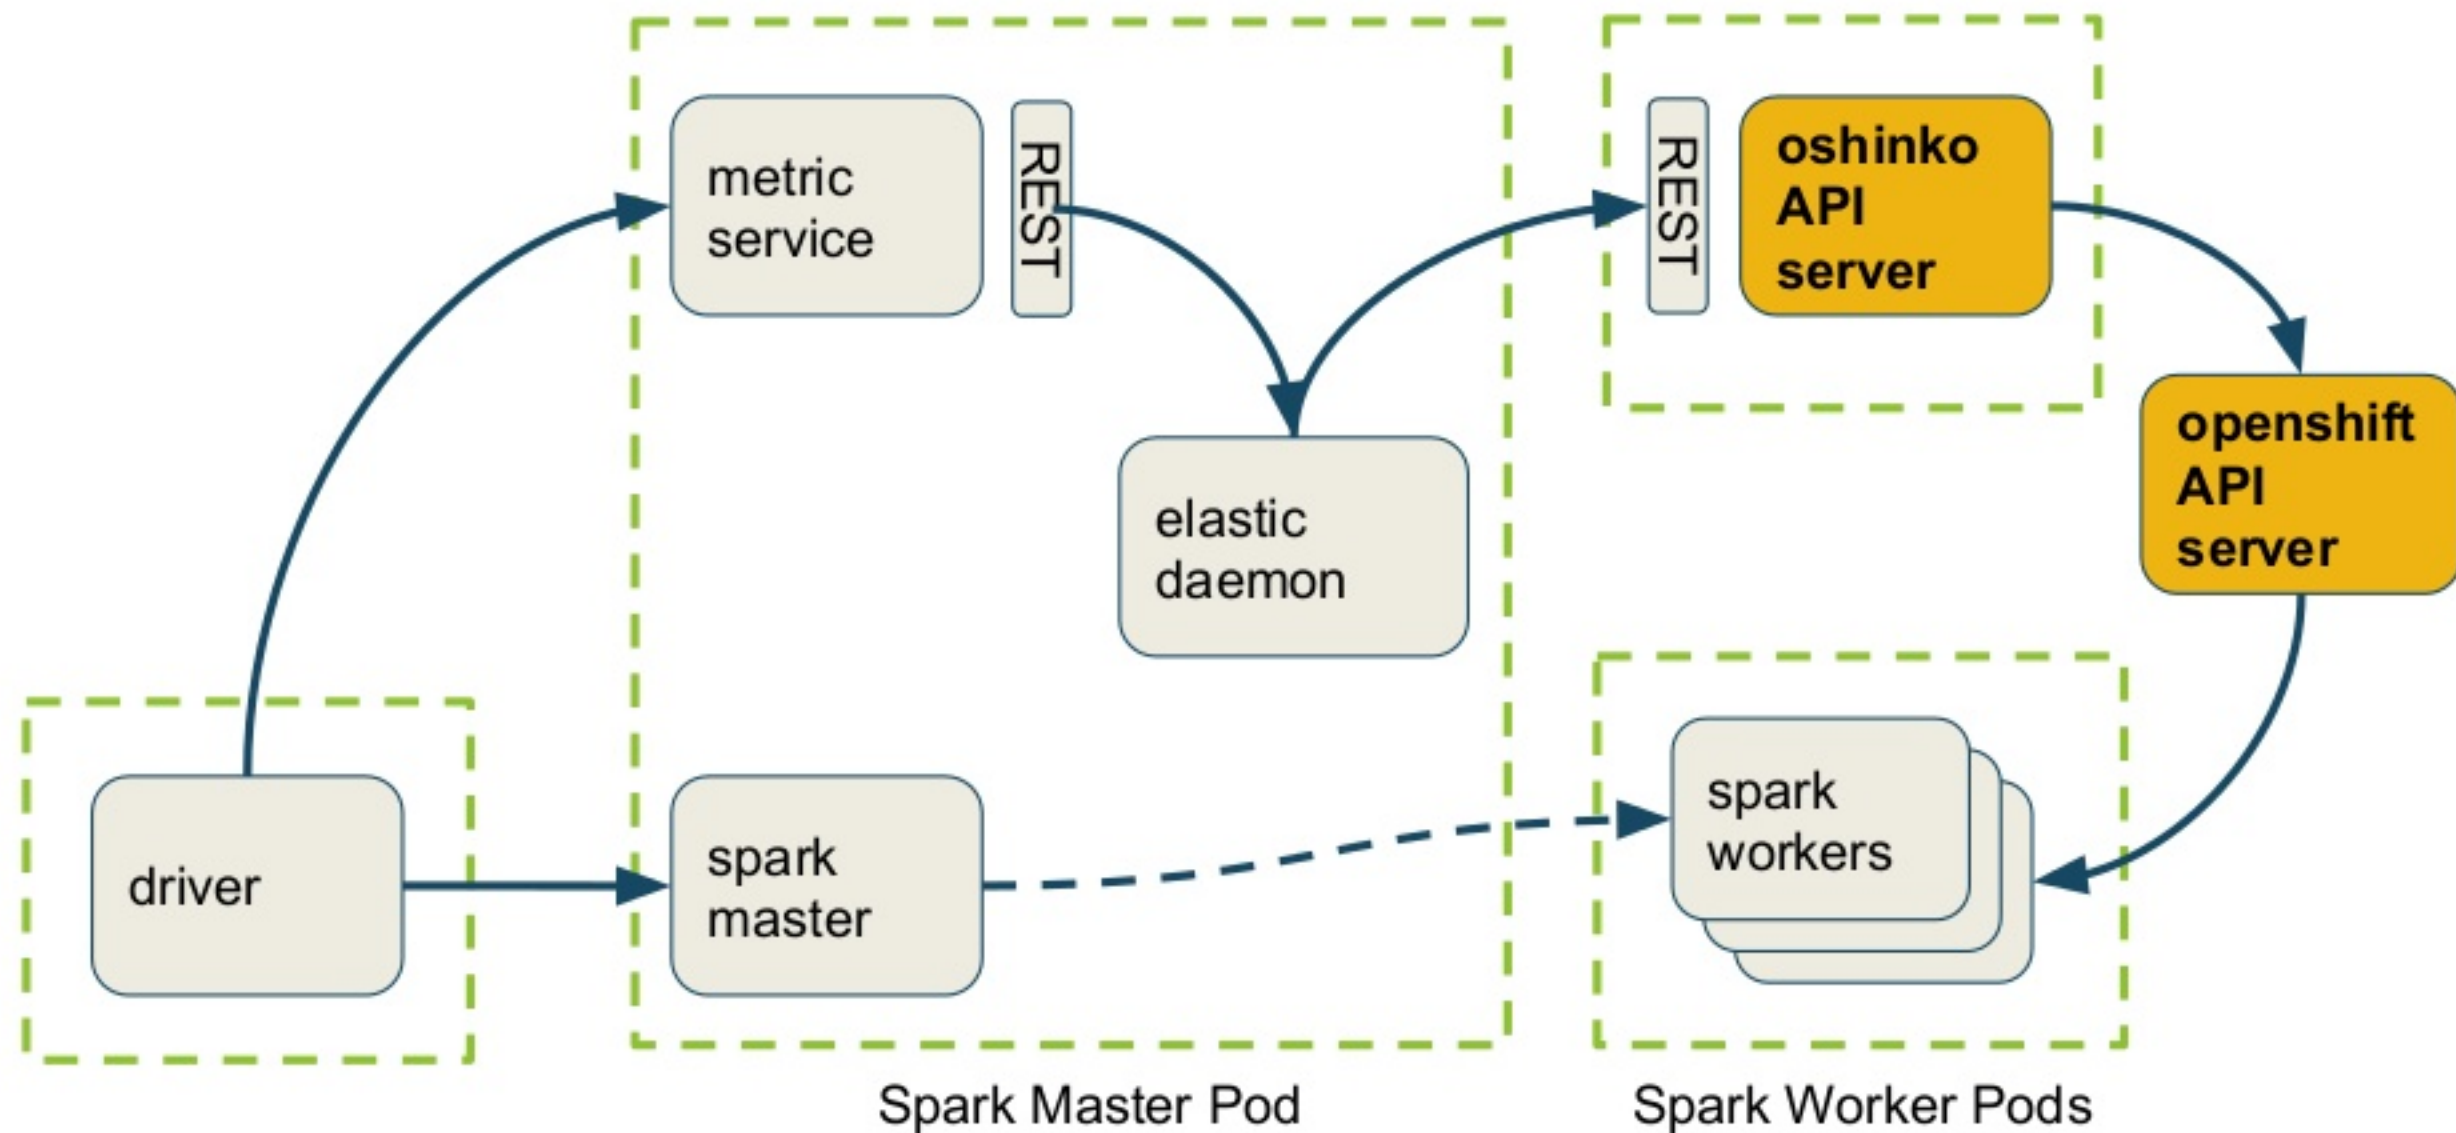 metric
service
REST
REST
oshinko
API
server
openshift
API
server
elastic
daemon
driver
spark
master
spark
workers
Spark Master Pod
Spark Worker Pods